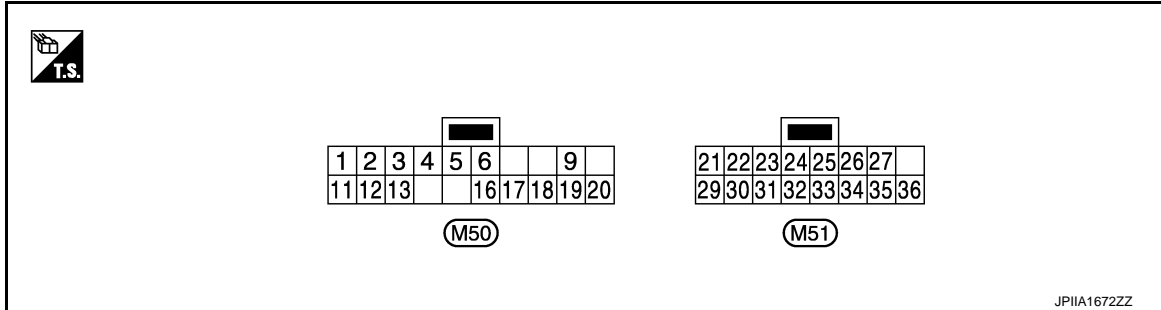 T.S.
1 2 3 4 5 6 9
11 12 13 16 17 18 19 20
M50
21 22 23 24 25 26 27
29 30 31 32 33 34 35 36
M51
JPIIA1672ZZ